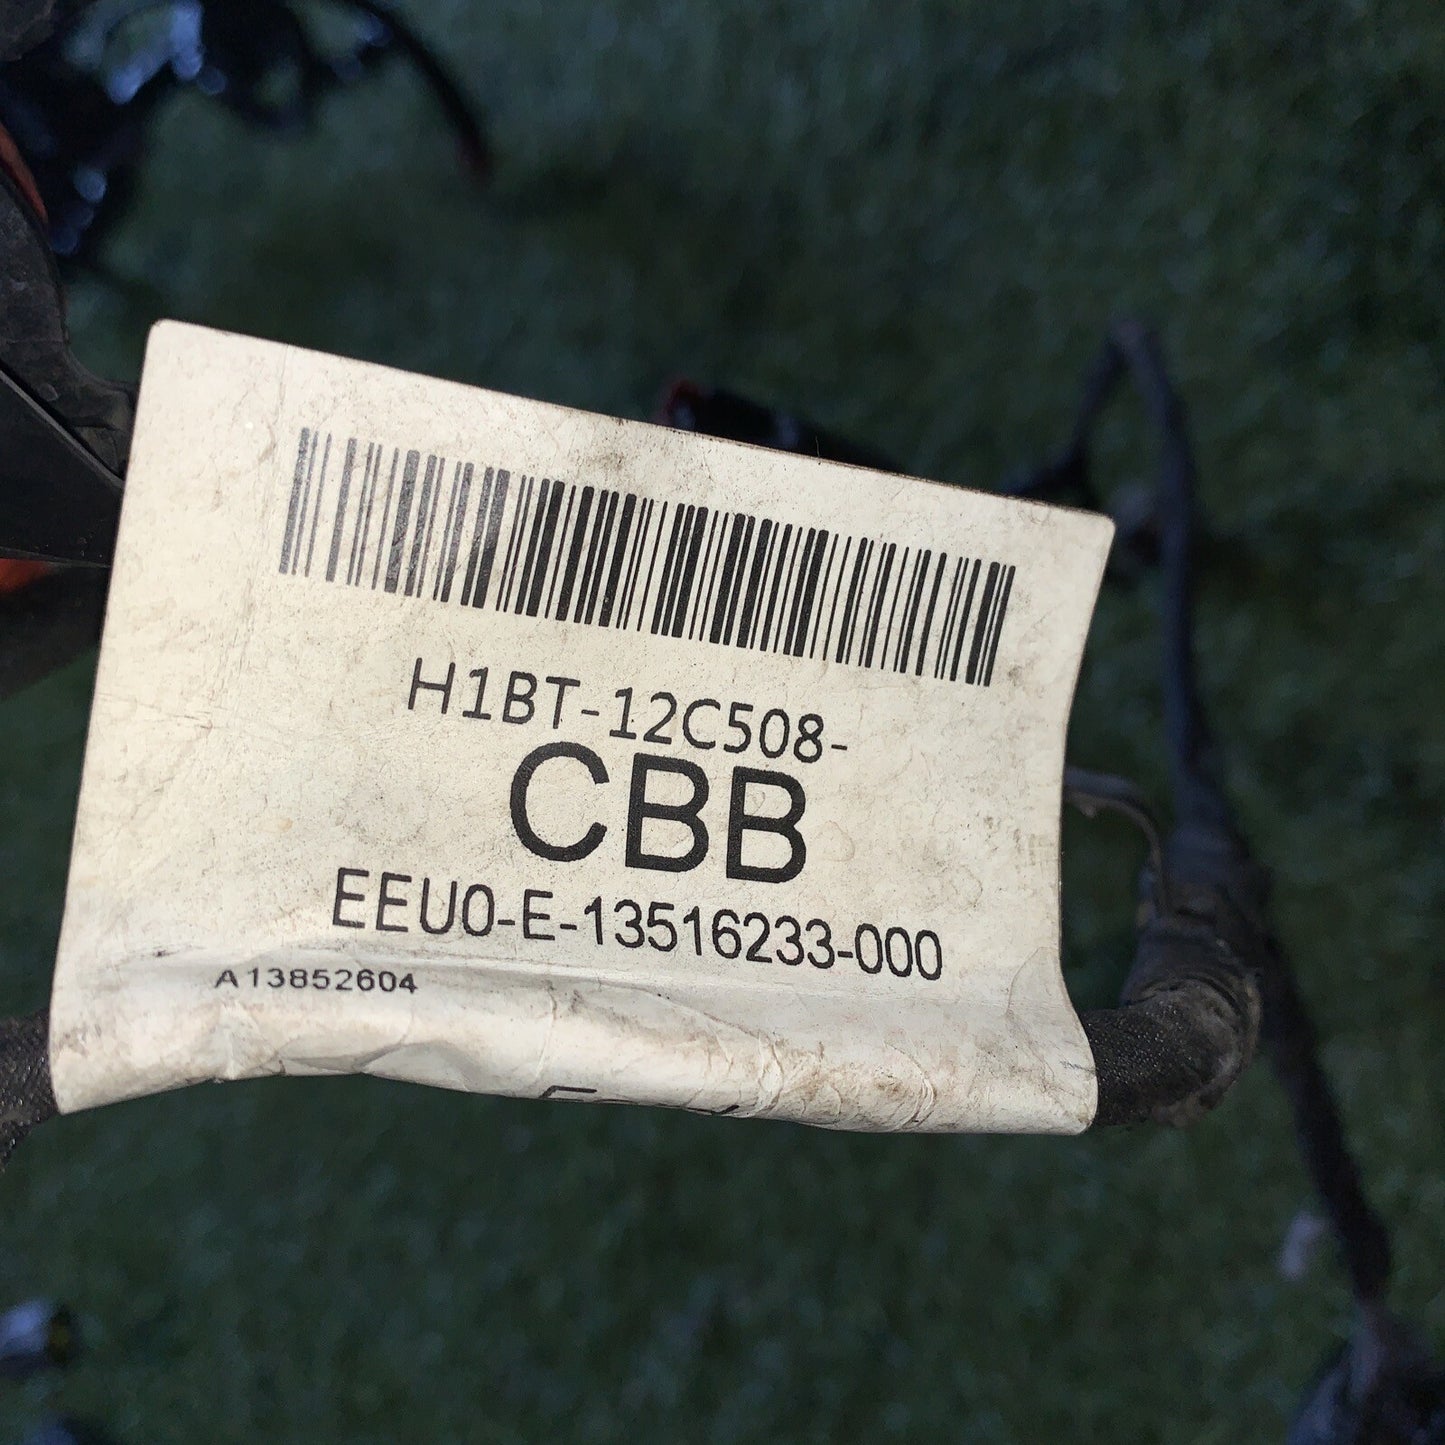 H1BT-12C508-
CBB
EEU0-E-13516233-000
A13852604